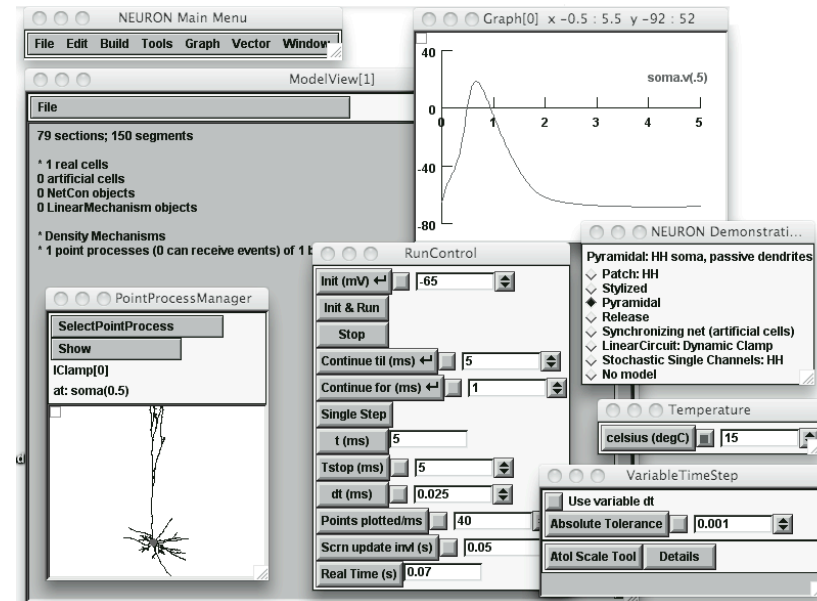 NEURON Main Menu
File Edit Build Tools Graph Vector Window
Graph[0] x -0.5 : 5.5 y -92 : 52
40
0
-40
-80
0 1 2 3 4 5
soma.v(.5)
ModelView[1]
File
79 sections; 150 segments
* 1 real cells
0 artificial cells
0 NetCon objects
0 LinearMechanism objects
* Density Mechanisms
* 1 point processes (0 can receive events) of 1 b
PointProcessManager
SelectPointProcess
Show
IClamp[0]
at: soma(0.5)
RunControl
Init (mV) -65
Init & Run
Stop
Continue til (ms) 5
Continue for (ms) 1
Single Step
t (ms) 5
Tstop (ms) 5
dt (ms) 0.025
Points plotted/ms 40
Scrn update invl (s) 0.05
Real Time (s) 0.07
NEURON Demonstrati...
Pyramidal: HH soma, passive dendrites
Patch: HH
Stylized
Pyramidal
Release
Synchronizing net (artificial cells)
LinearCircuit: Dynamic Clamp
Stochastic Single Channels: HH
No model
Temperature
celsius (degC) 15
VariableTimeStep
Use variable dt
Absolute Tolerance 0.001
Atol Scale Tool Details